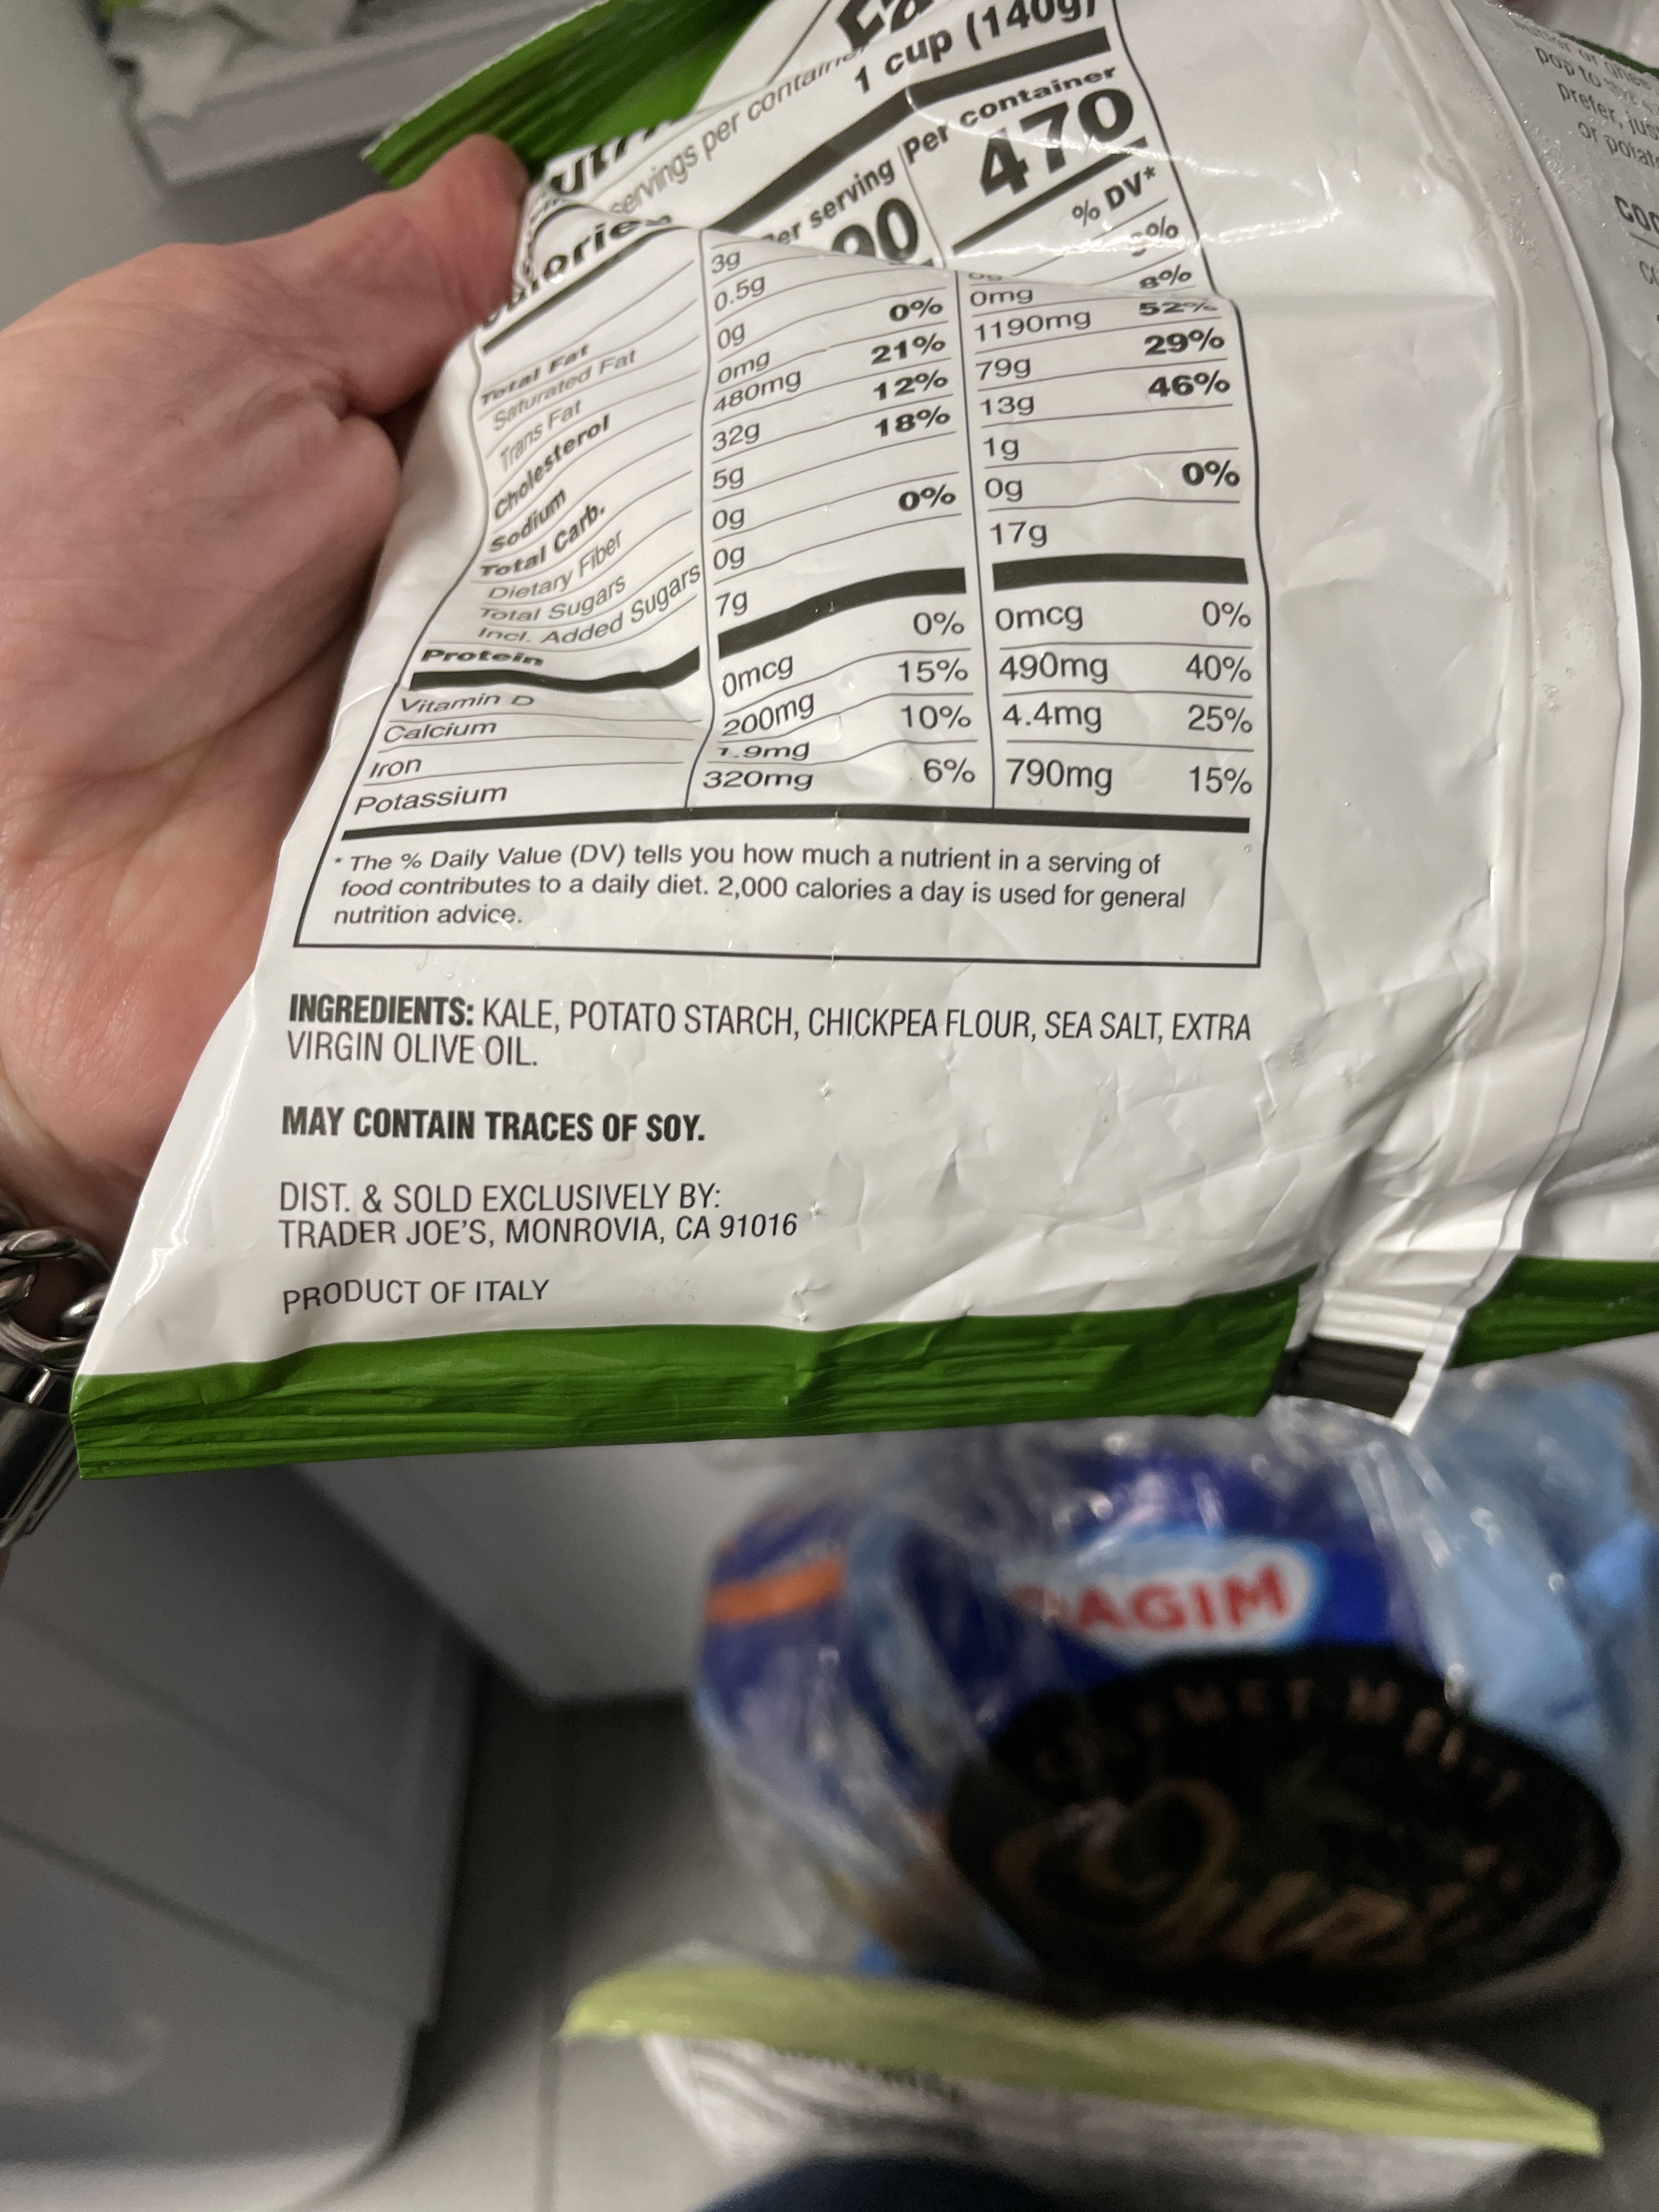 1 cup (140g)
servings per
Per serving Per container
470
% DV*
Total Fat 3g
Saturated Fat 0.5g 8%
Trans Fat 0g
Cholesterol 0mg 0% 0mg
Sodium 480mg 21% 1190mg 52%
Total Carb. 32g 12% 79g 29%
Dietary Fiber 5g 18% 13g 46%
Total Sugars 0g 1g
Incl. Added Sugars 0g 0% 0g 0%
Protein 7g 17g
Vitamin D 0mcg 0% 0mcg 0%
Calcium 200mg 15% 490mg 40%
Iron 1.9mg 10% 4.4mg 25%
Potassium 320mg 6% 790mg 15%
* The % Daily Value (DV) tells you how much a nutrient in a serving of
food contributes to a daily diet. 2,000 calories a day is used for general
nutrition advice.
INGREDIENTS: KALE, POTATO STARCH, CHICKPEA FLOUR, SEA SALT, EXTRA
VIRGIN OLIVE OIL.
MAY CONTAIN TRACES OF SOY.
DIST. & SOLD EXCLUSIVELY BY:
TRADER JOE'S, MONROVIA, CA 91016
PRODUCT OF ITALY
pop to
prefer, just
or